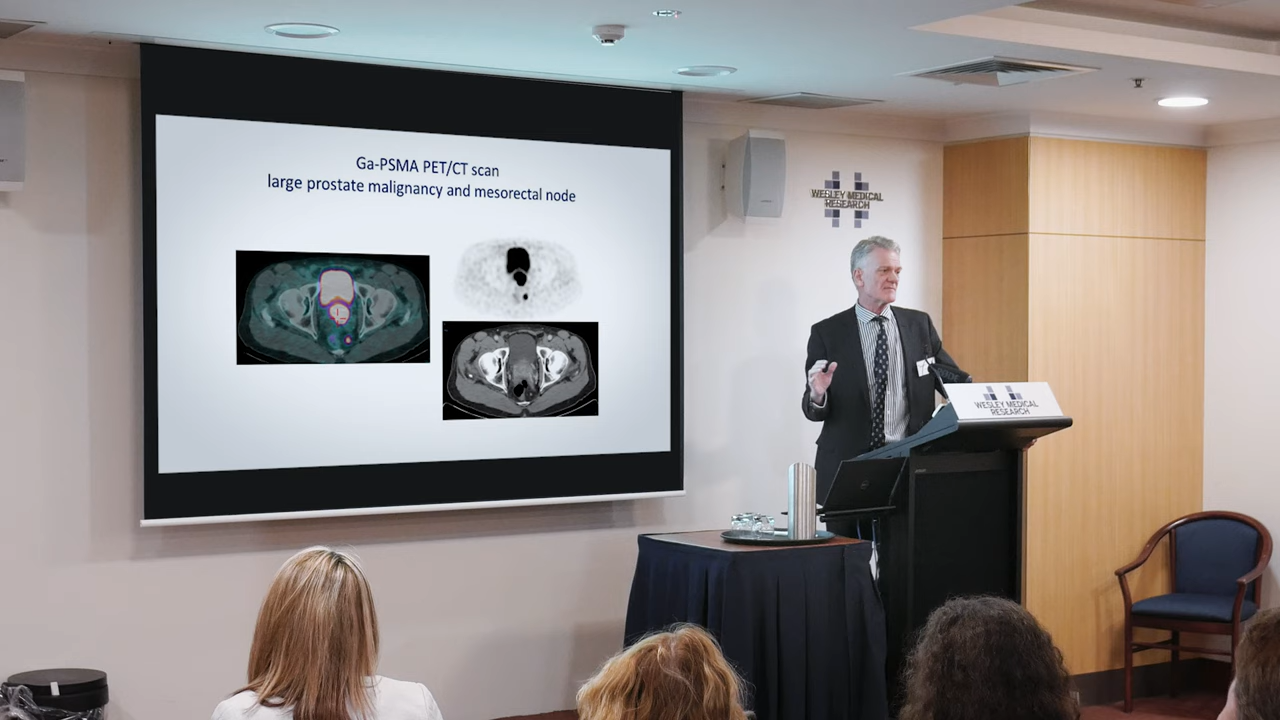 Ga-PSMA PET/CT scan
large prostate malignancy and mesorectal node
WESLEY MEDICAL
RESEARCH
WESLEY MEDICAL
RESEARCH